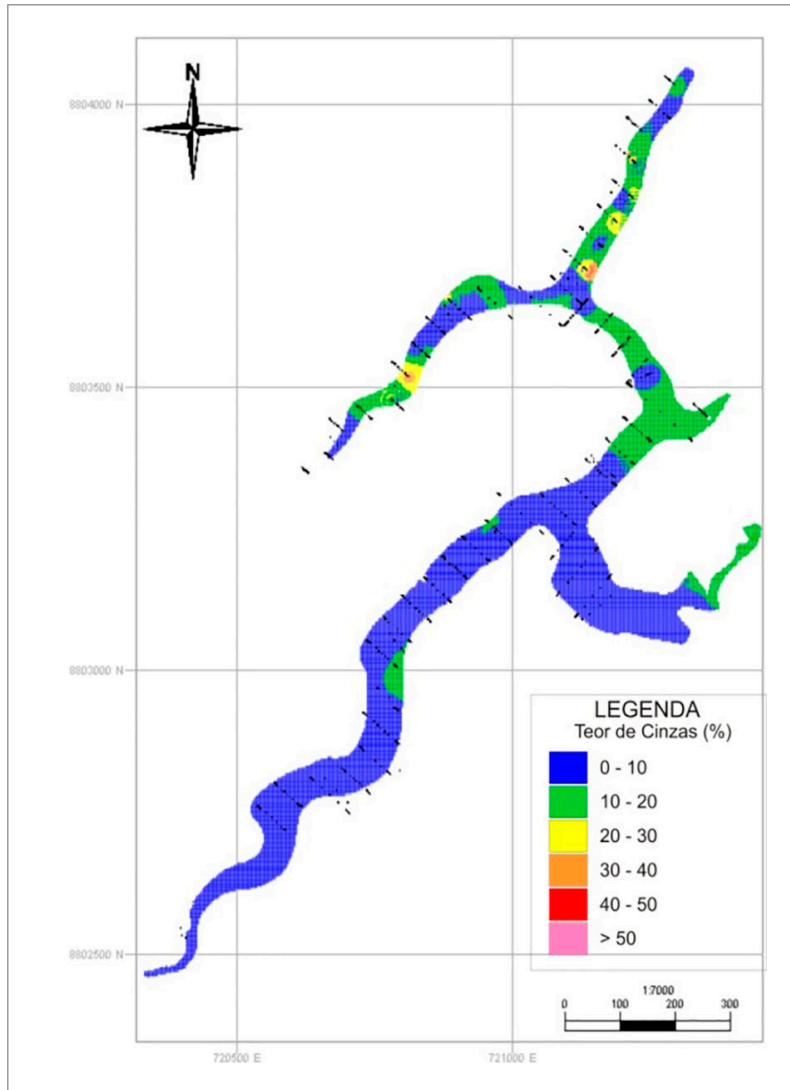 N
8804000 N
8803500 N
8803000 N
8802500 N
720500 E
721000 E
LEGENDA
Teor de Cinzas (%)
0 - 10
10 - 20
20 - 30
30 - 40
40 - 50
> 50
1:7000
0 100 200 300